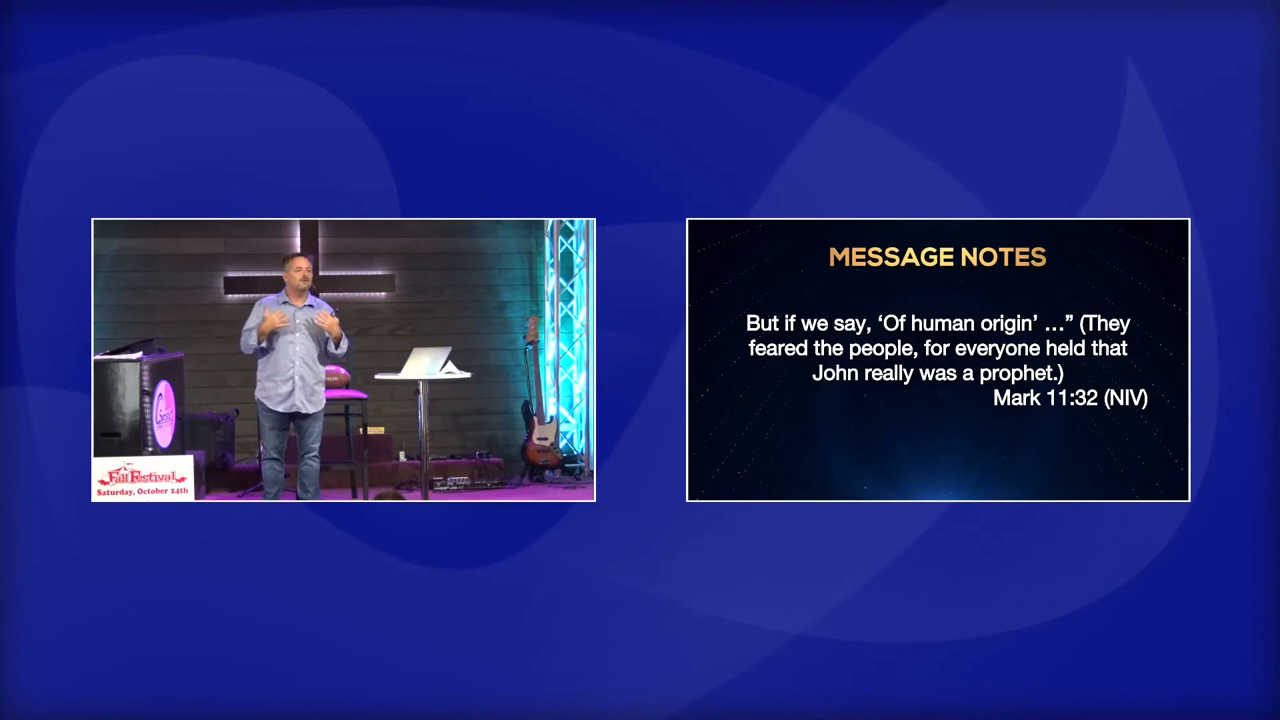 Fall Festival
Saturday, October 24th
MESSAGE NOTES
But if we say, ‘Of human origin’ …” (They
feared the people, for everyone held that
John really was a prophet.)
Mark 11:32 (NIV)